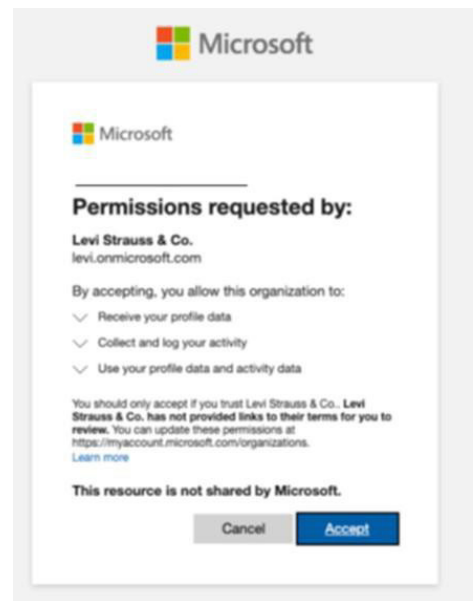 Microsoft
Microsoft
Permissions requested by:
Levi Strauss & Co.
levi.onmicrosoft.com
By accepting, you allow this organization to:
Receive your profile data
Collect and log your activity
Use your profile data and activity data
You should only accept if you trust Levi Strauss & Co.. Levi
Strauss & Co. has not provided links to their terms for you to
review. You can update these permissions at
https://myaccount.microsoft.com/organizations.
Learn more
This resource is not shared by Microsoft.
Cancel Accept